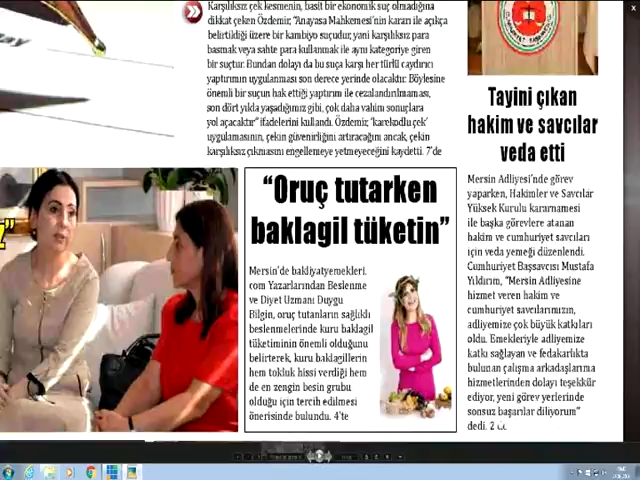 Karşılıksız çek kesmenin, basit bir ekonomik suç olmadığına
dikkat çeken Özdemir, "Anayasa Mahkemesi'nin kararı ile açıkça
belirtildiği üzere bir kambiyo suçudur, yani karşılıksız para
basmak veya sahte para kullanmak ile aynı kategoriye giren
bir suçtur. Bundan dolayı da bu suça karşı her türlü caydırıcı
yaptırımın uygulanması son derece yerinde olacaktır. Böylesine
önemli bir suçun hak ettiği yaptırım ile cezalandırılmaması,
son dört yılda yaşadığımız gibi, çok daha vahim sonuçlara
yol açacaktır" ifadelerini kullandı. Özdemir, 'karekodlu çek'
uygulamasının, çekin güvenirliğini artıracağını ancak, çekin
karşılıksız çıkmasını engellemeye yetmeyeceğini kaydetti. 7'de
"Oruç tutarken
baklagil tüketin"
Mersin'de bakliyatyemekleri.
com Yazarlarından Beslenme
ve Diyet Uzmanı Duygu
Bilgin, oruç tutanların sağlıklı
beslenmelerinde kuru baklagil
tüketiminin önemli olduğunu
belirterek, kuru baklagillerin
hem tokluk hissi verdiği hem
de en zengin besin grubu
olduğu için tercih edilmesi
önerisinde bulundu. 4'te
Tayini çıkan
hakim ve savcılar
veda etti
Mersin Adliyesi'nde görev
yaparken, Hakimler ve Savcılar
Yüksek Kurulu kararnamesi
ile başka görevlere atanan
hakim ve cumhuriyet savcıları
için veda yemeği düzenlendi.
Cumhuriyet Başsavcısı Mustafa
Yıldırım, "Mersin Adliyesine
hizmet veren hakim ve
cumhuriyet savcılarımızın,
adliyemize çok büyük katkıları
oldu. Emekleriyle adliyemize
katkı sağlayan ve fedakarlıkta
bulunan çalışma arkadaşlarıma
hizmetlerinden dolayı teşekkür
ediyor, yeni görev yerlerinde
sonsuz başarılar diliyorum"
dedi.